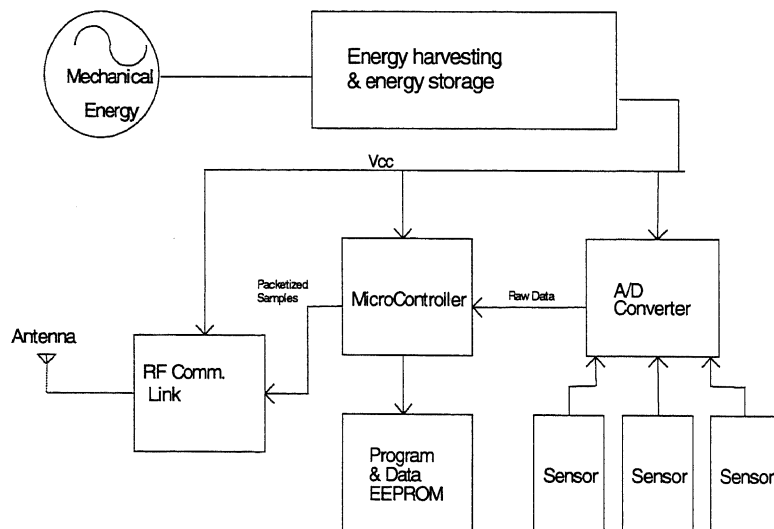 Mechanical
Energy
Energy harvesting
& energy storage
Vcc
Packetized
Samples
MicroController
Raw Data
A/D
Converter
Antenna
RF Comm.
Link
Program
& Data
EEPROM
Sensor
Sensor
Sensor